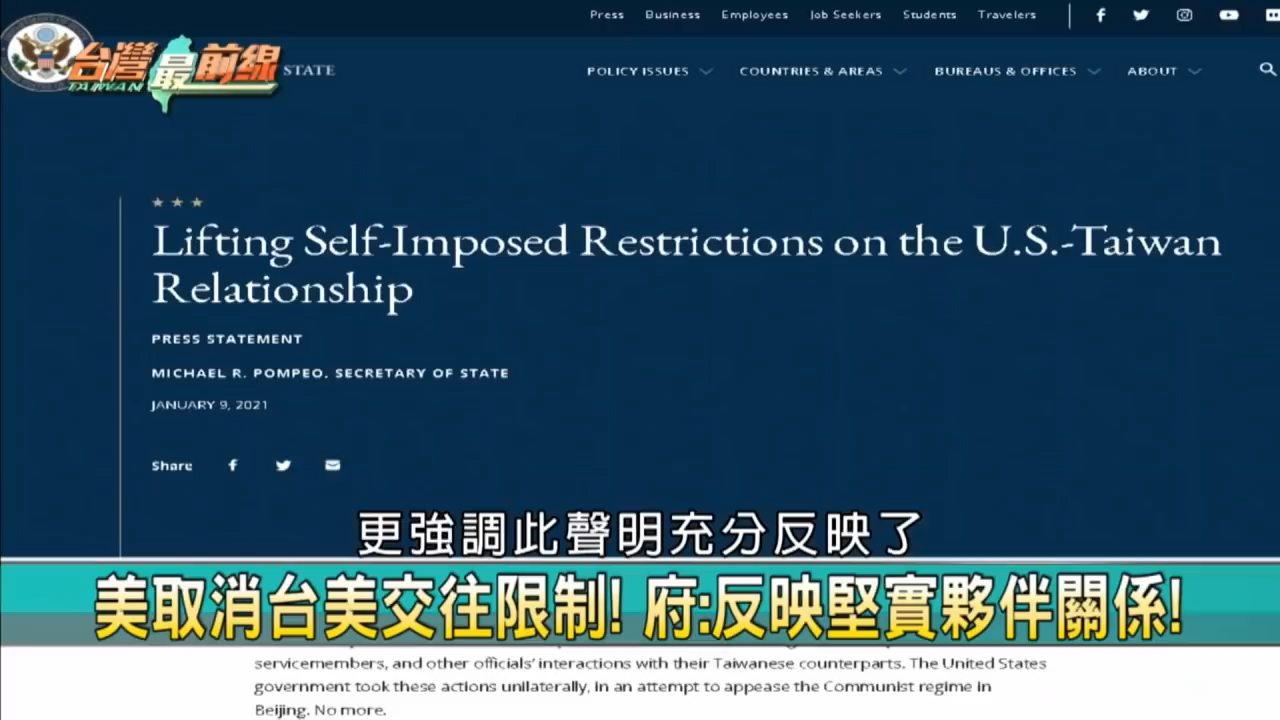 Press Business Employees Job Seekers Students Travelers
台灣最前線
TAIWAN
STATE
POLICY ISSUES COUNTRIES & AREAS BUREAUS & OFFICES ABOUT
Lifting Self-Imposed Restrictions on the U.S.-Taiwan
Relationship
PRESS STATEMENT
MICHAEL R. POMPEO, SECRETARY OF STATE
JANUARY 9, 2021
Share
更強調此聲明充分反映了
美取消台美交往限制! 府:反映堅實夥伴關係!
servicemembers, and other officials' interactions with their Taiwanese counterparts. The United States
government took these actions unilaterally, in an attempt to appease the Communist regime in
Beijing. No more.